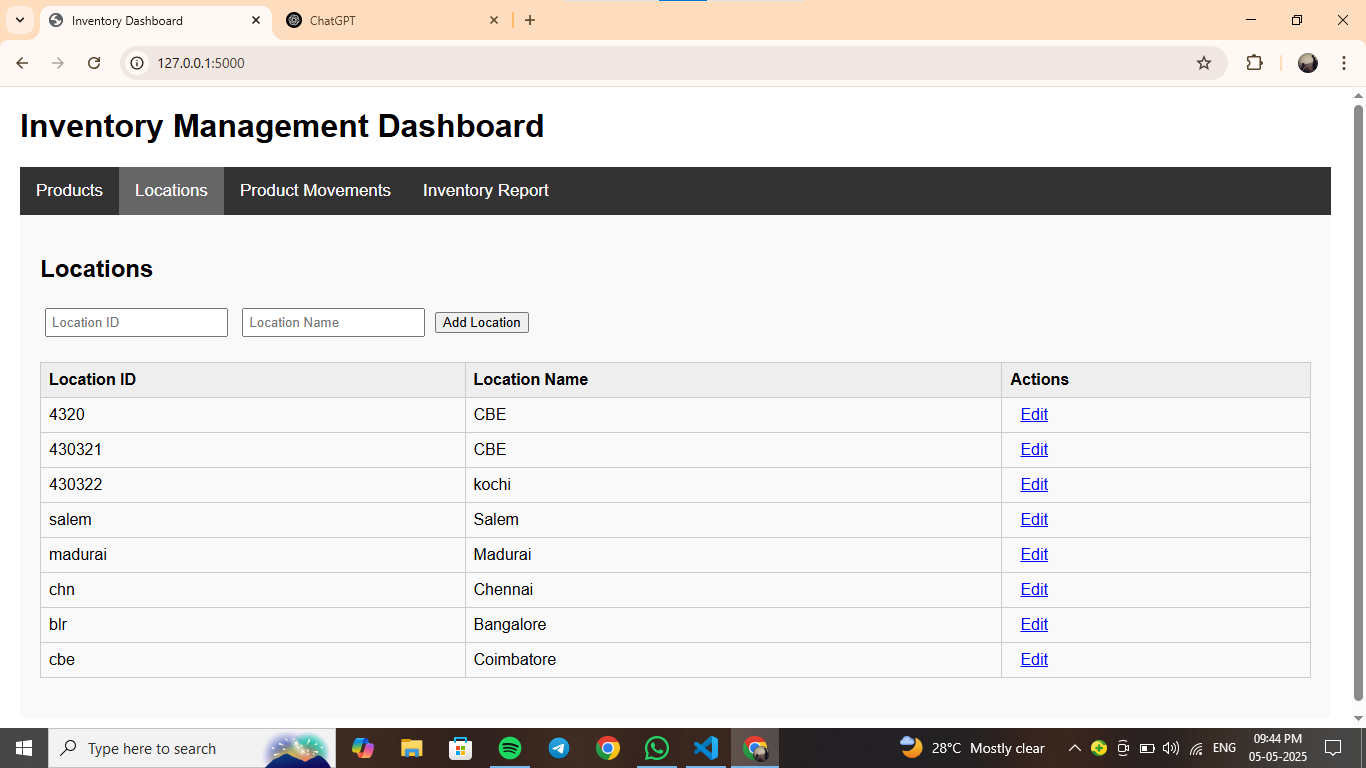 Inventory Dashboard
ChatGPT
127.0.0.1:5000
Inventory Management Dashboard
Products Locations Product Movements Inventory Report
Locations
Location ID Location Name Add Location
Location ID Location Name Actions
4320 CBE Edit
430321 CBE Edit
430322 kochi Edit
salem Salem Edit
madurai Madurai Edit
chn Chennai Edit
blr Bangalore Edit
cbe Coimbatore Edit
Type here to search
28°C Mostly clear
ENG
09:44 PM
05-05-2025